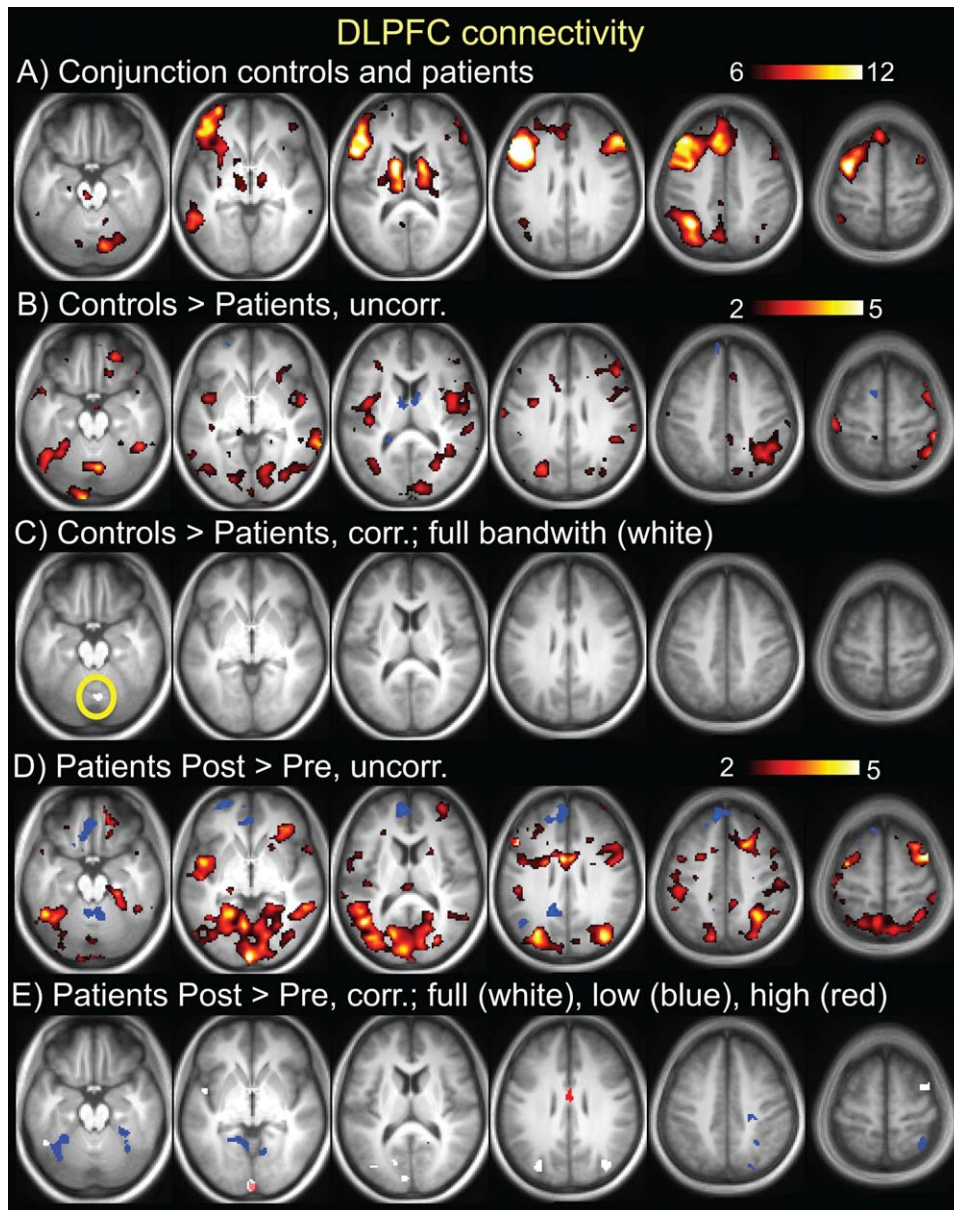 DLPFC connectivity
A) Conjunction controls and patients
6 12
B) Controls > Patients, uncorr.
2 5
C) Controls > Patients, corr.; full bandwith (white)
D) Patients Post > Pre, uncorr.
2 5
E) Patients Post > Pre, corr.; full (white), low (blue), high (red)